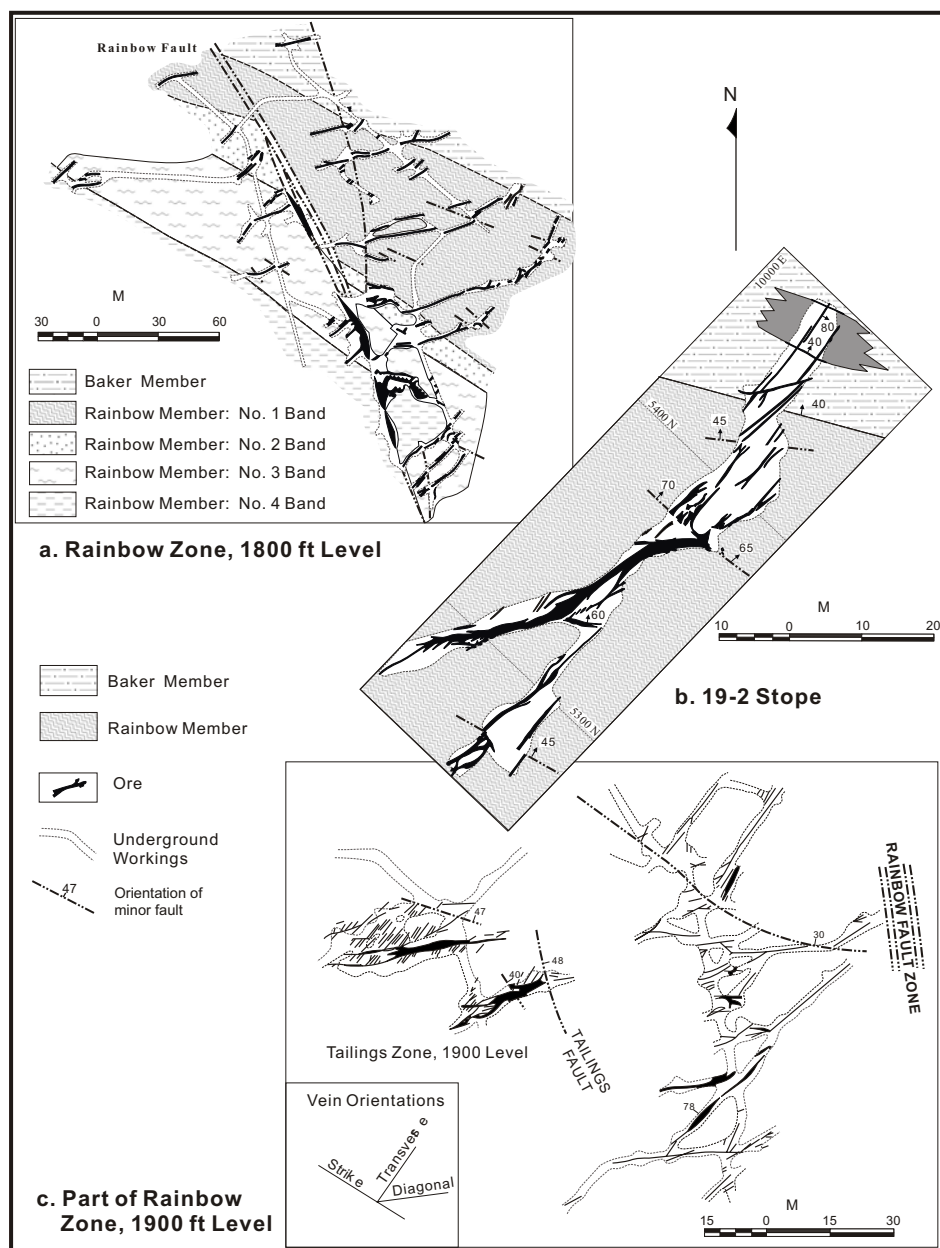 Rainbow Fault
M
30 0 30 60
Baker Member
Rainbow Member: No. 1 Band
Rainbow Member: No. 2 Band
Rainbow Member: No. 3 Band
Rainbow Member: No. 4 Band
a. Rainbow Zone, 1800 ft Level
N
10000 E
80
40
40
5400 N
45
70
65
60
5300 N
45
M
10 0 10 20
b. 19-2 Stope
Baker Member
Rainbow Member
Ore
Underground
Workings
47
Orientation of
minor fault
47
40
48
TAILINGS
FAULT
Tailings Zone, 1900 Level
30
78
RAINBOW FAULT
ZONE
Vein Orientations
Strike
Transvese e
Diagonal
c. Part of Rainbow
Zone, 1900 ft Level
M
15 0 15 30